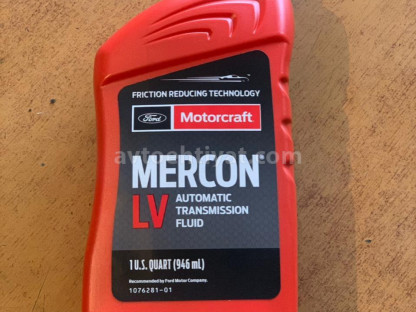 FRICTION REDUCING TECHNOLOGY
Ford Motorcraft
avtoehtiyat.com
MERCON
LV AUTOMATIC
TRANSMISSION
FLUID
1 U.S. QUART (946 mL)
Recommended by Ford Motor Company.
1076281-01